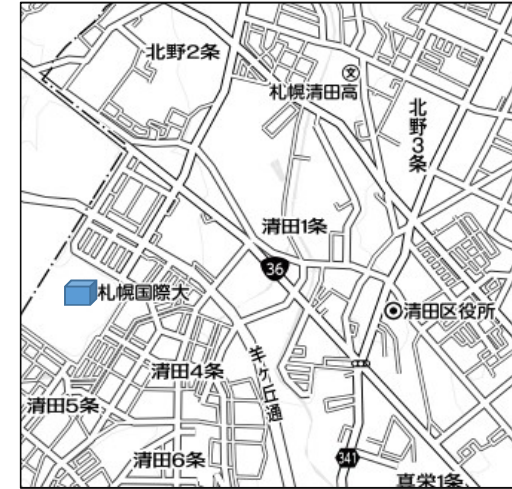 北野2条
札幌清田高
北野3条
清田1条
36
札幌国際大
清田区役所
羊ヶ丘通
清田4条
清田5条
清田6条
341
真栄1条